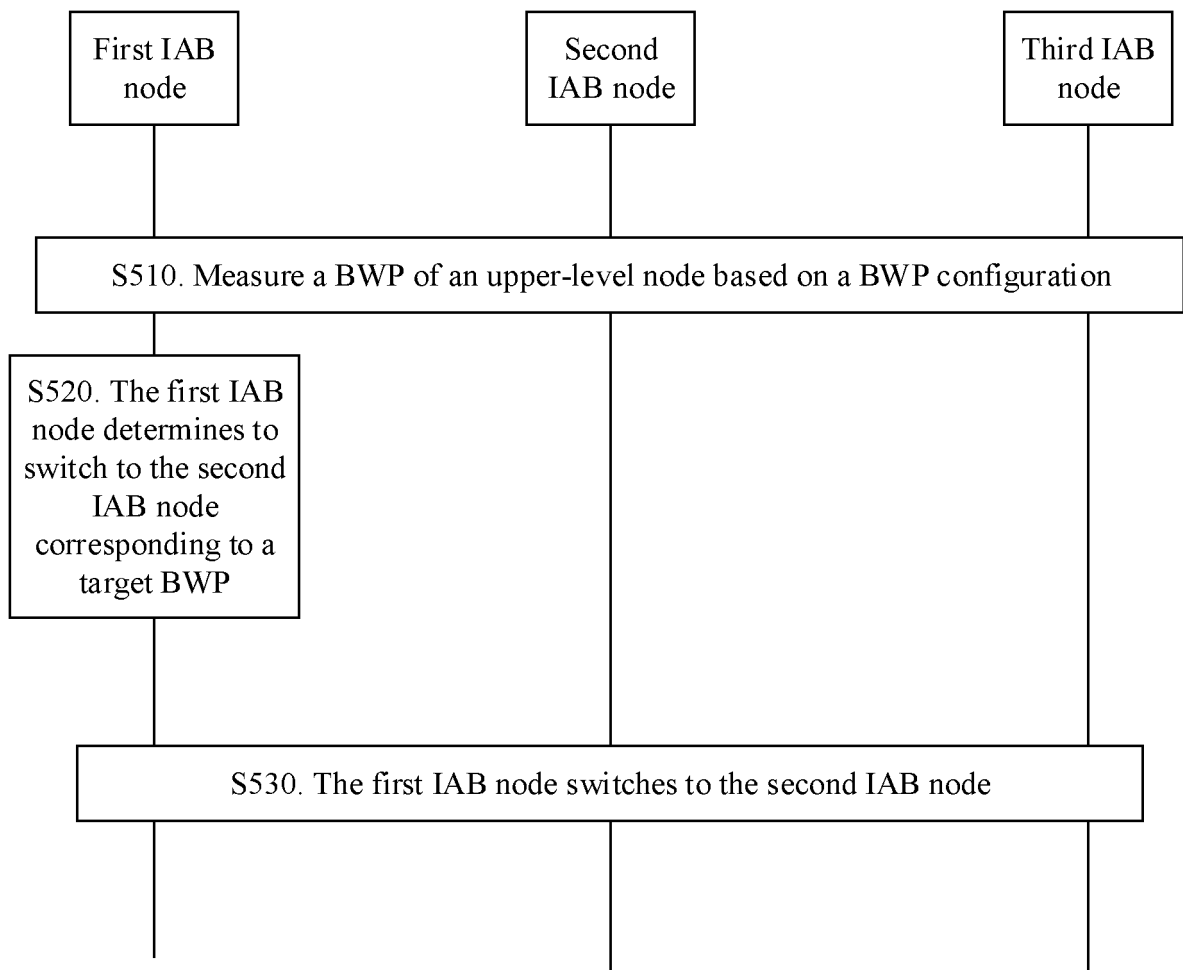 First IAB
node
Second
IAB node
Third IAB
node
S510. Measure a BWP of an upper-level node based on a BWP configuration
S520. The first IAB
node determines to
switch to the second
IAB node
corresponding to a
target BWP
S530. The first IAB node switches to the second IAB node